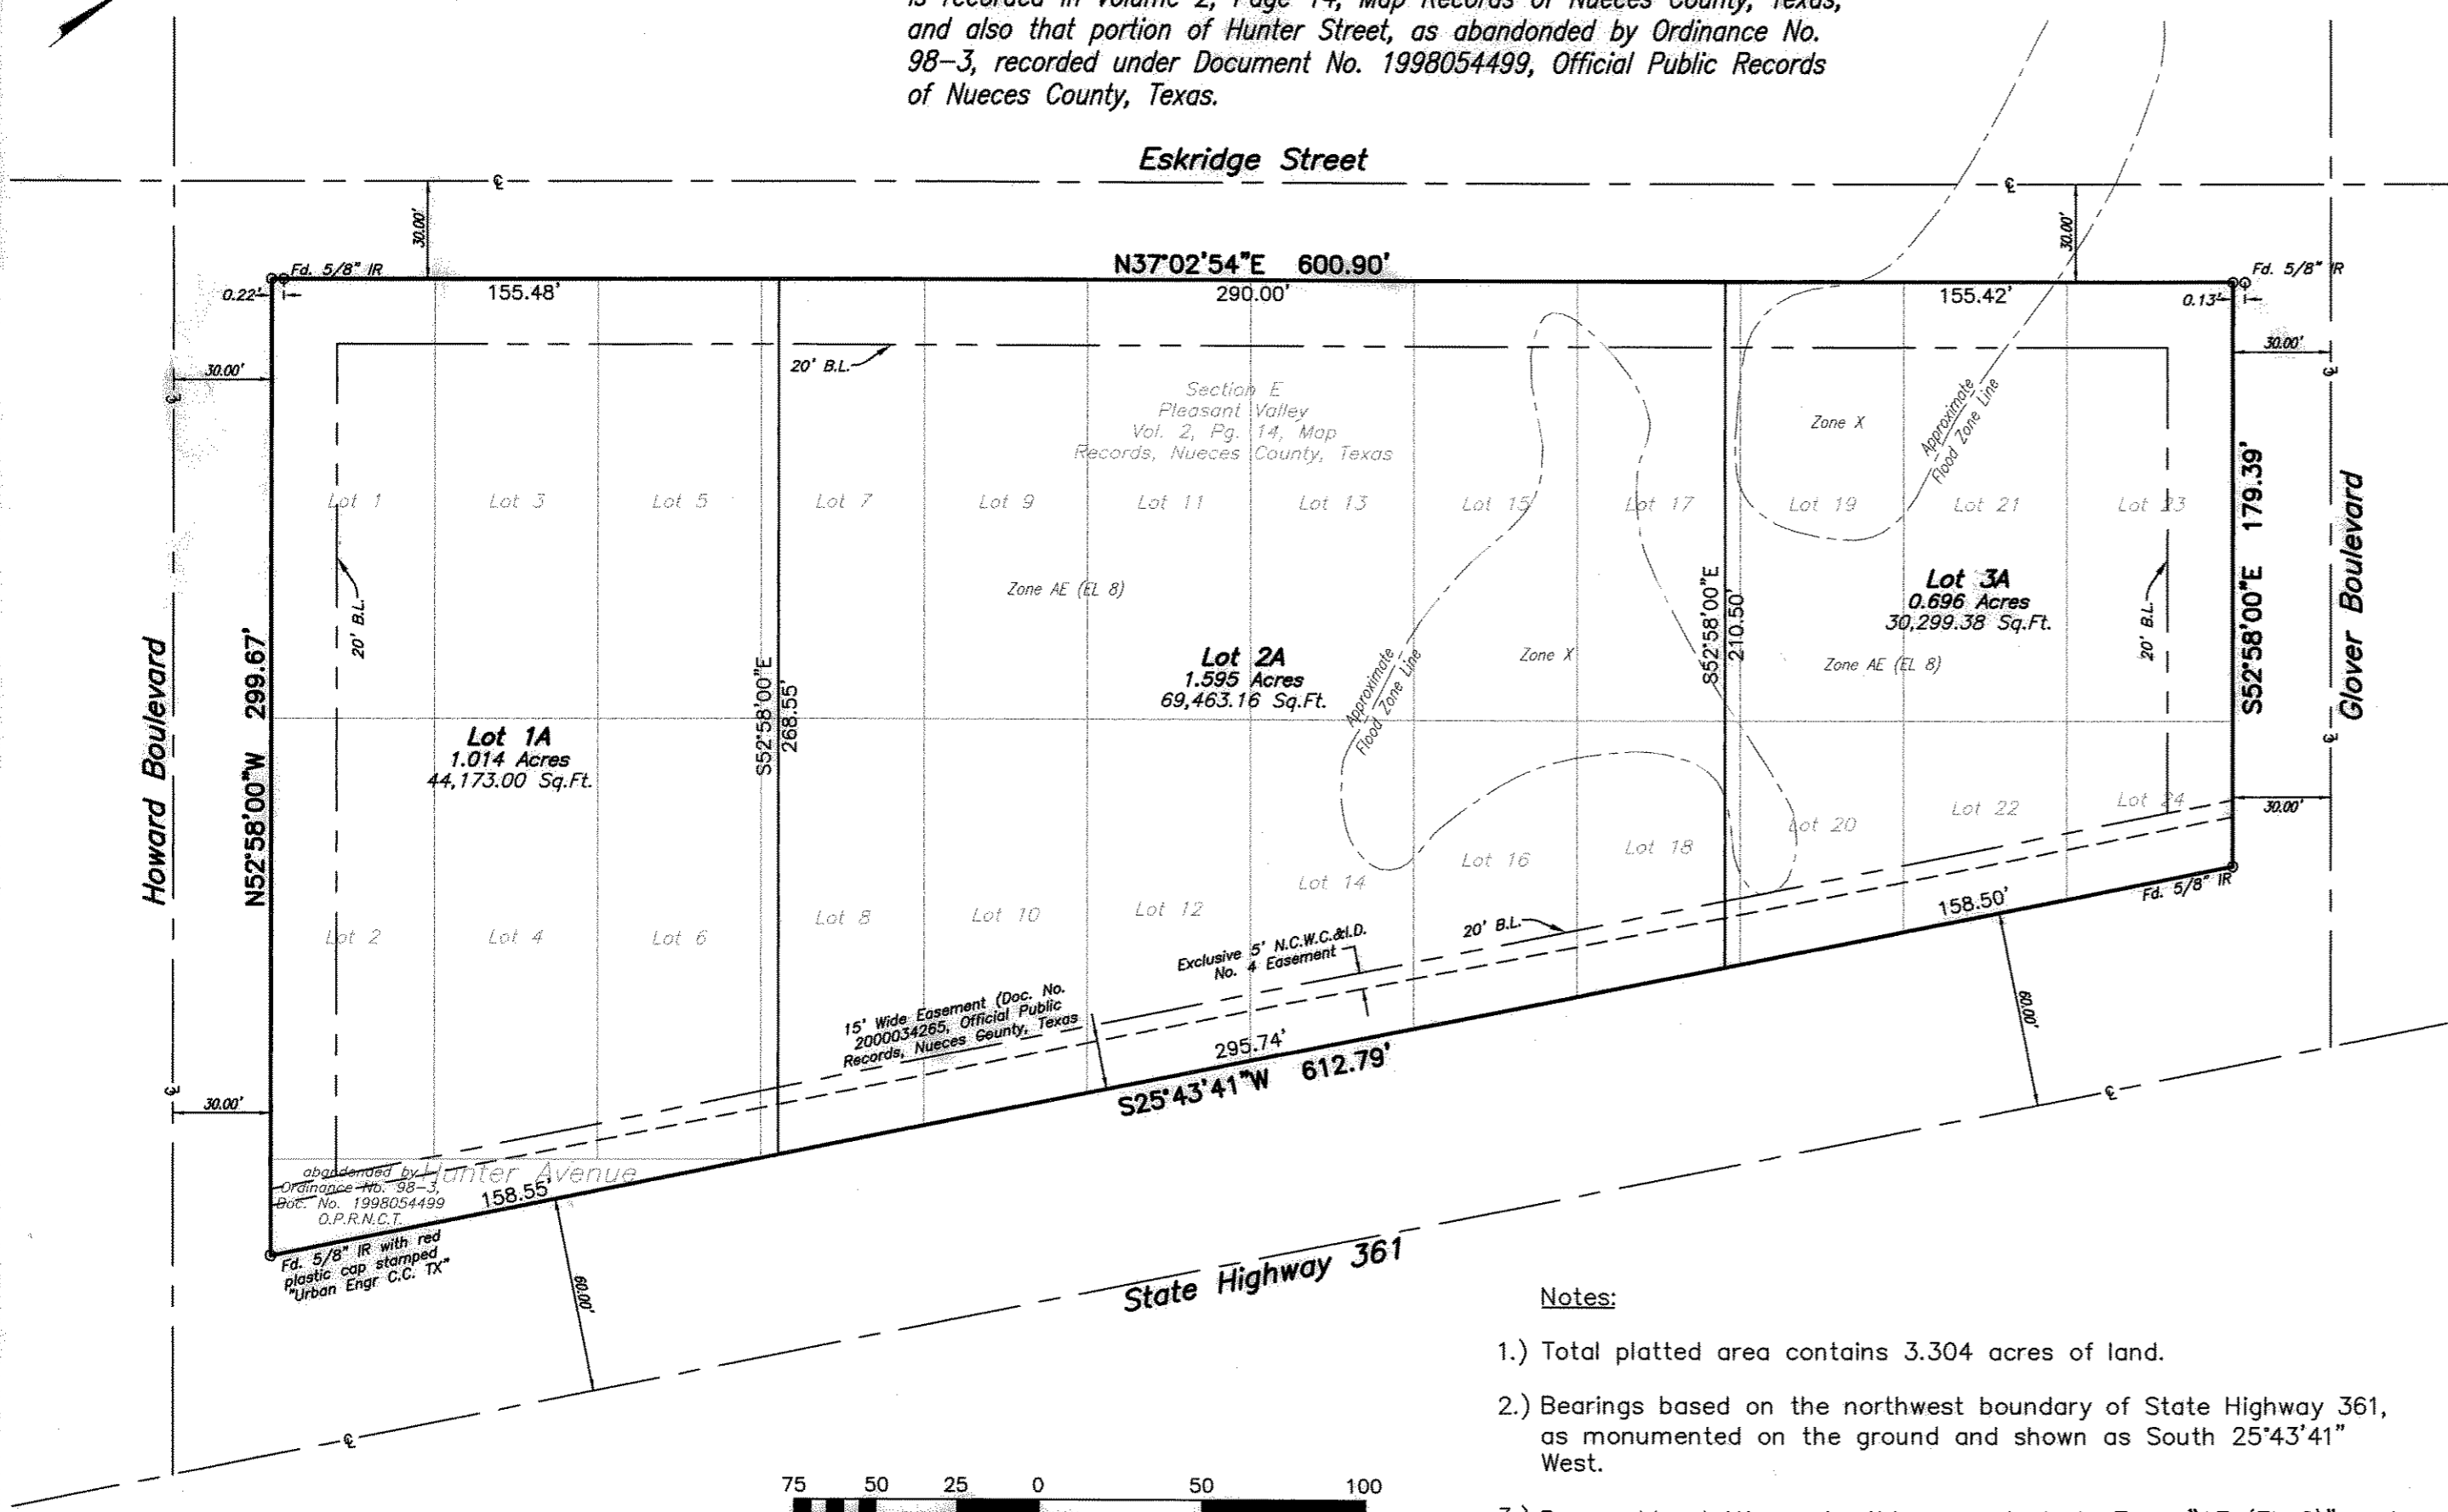 is recorded in Volume 2, Page 14, Map Records of Nueces County, Texas,
and also that portion of Hunter Street, as abandonded by Ordinance No.
98-3, recorded under Document No. 1998054499, Official Public Records
of Nueces County, Texas.
Eskridge Street
℄
℄
30.00'
30.00'
N37°02'54"E 600.90'
Fd. 5/8" IR
Fd. 5/8" IR
0.22'
155.48'
290.00'
155.42'
0.13'
30.00'
30.00'
℄
℄
20' B.L.
Section E
Pleasant Valley
Vol. 2, Pg. 14, Map
Records, Nueces County, Texas
Zone X
Approximate
Flood Zone Line
Lot 1
Lot 3
Lot 5
Lot 7
Lot 9
Lot 11
Lot 13
Lot 15
Lot 17
Lot 19
Lot 21
Lot 23
S52°58'00"E 179.39'
Glover Boulevard
20' B.L.
Zone AE (EL 8)
S52°58'00"E
210.50'
Lot 3A
0.696 Acres
30,299.38 Sq.Ft.
20' B.L.
Howard Boulevard
N52°58'00"W 299.67'
S52°58'00"E
268.55'
Lot 2A
1.595 Acres
69,463.16 Sq.Ft.
Approximate
Flood Zone Line
Zone X
Zone AE (EL 8)
Lot 1A
1.014 Acres
44,173.00 Sq.Ft.
℄
30.00'
Lot 2
Lot 4
Lot 6
Lot 8
Lot 10
Lot 12
Lot 14
Lot 16
Lot 18
Lot 20
Lot 22
Lot 24
Fd. 5/8" IR
158.50'
20' B.L.
Exclusive 5' N.C.W.C.&I.D.
No. 4 Easement
15' Wide Easement (Doc. No.
2000034265, Official Public
Records, Nueces County, Texas
295.74'
S25°43'41"W 612.79'
60.00'
℄
℄
30.00'
Hunter Avenue
abandended by
Ordinance No. 98-3,
Doc. No. 1998054499
O.P.R.N.C.T.
158.55'
Fd. 5/8" IR with red
plastic cap stamped
"Urban Engr C.C. TX"
60.00'
State Highway 361
℄
Notes:
1.) Total platted area contains 3.304 acres of land.
2.) Bearings based on the northwest boundary of State Highway 361,
as monumented on the ground and shown as South 25°43'41"
West.
75 50 25 0 50 100